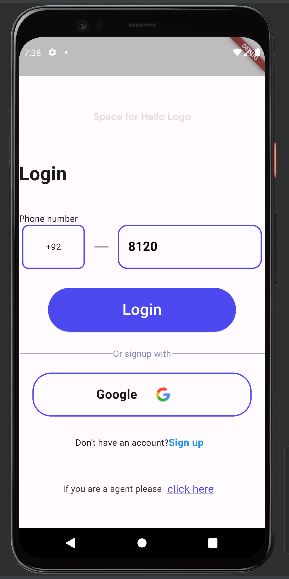 7:38
DEBUG
Space for Hallo Logo
Login
Phone number
+92 — 8120
Login
Or signup with
Google
Don't have an account?Sign up
If you are a agent please click here